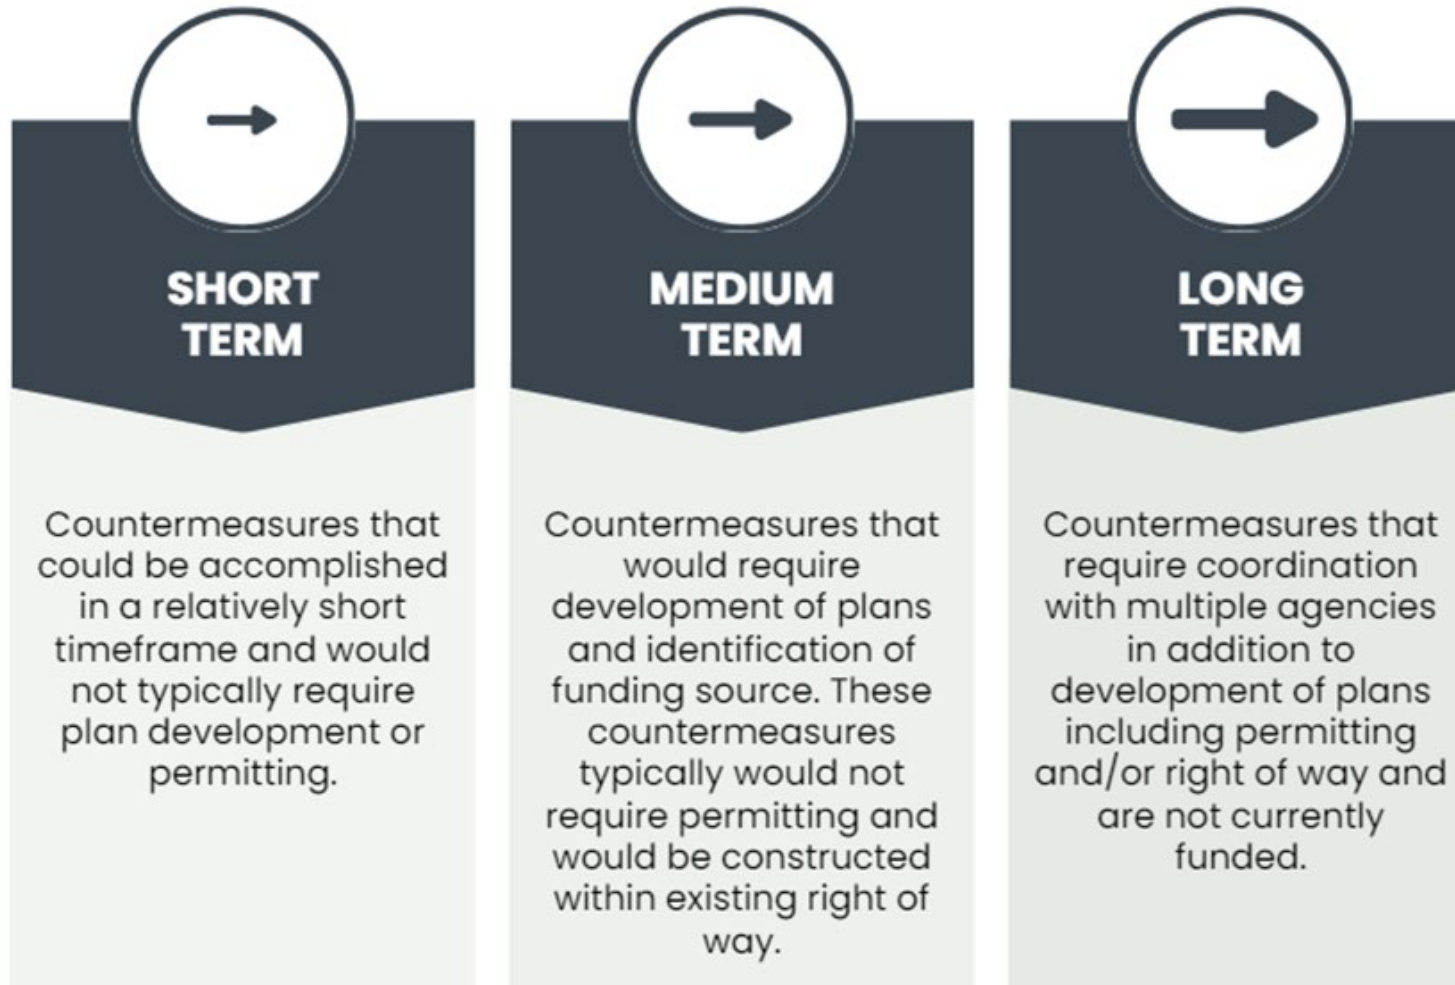 SHORT
TERM
Countermeasures that
could be accomplished
in a relatively short
timeframe and would
not typically require
plan development or
permitting.
MEDIUM
TERM
Countermeasures that
would require
development of plans
and identification of
funding source. These
countermeasures
typically would not
require permitting and
would be constructed
within existing right of
way.
LONG
TERM
Countermeasures that
require coordination
with multiple agencies
in addition to
development of plans
including permitting
and/or right of way and
are not currently
funded.